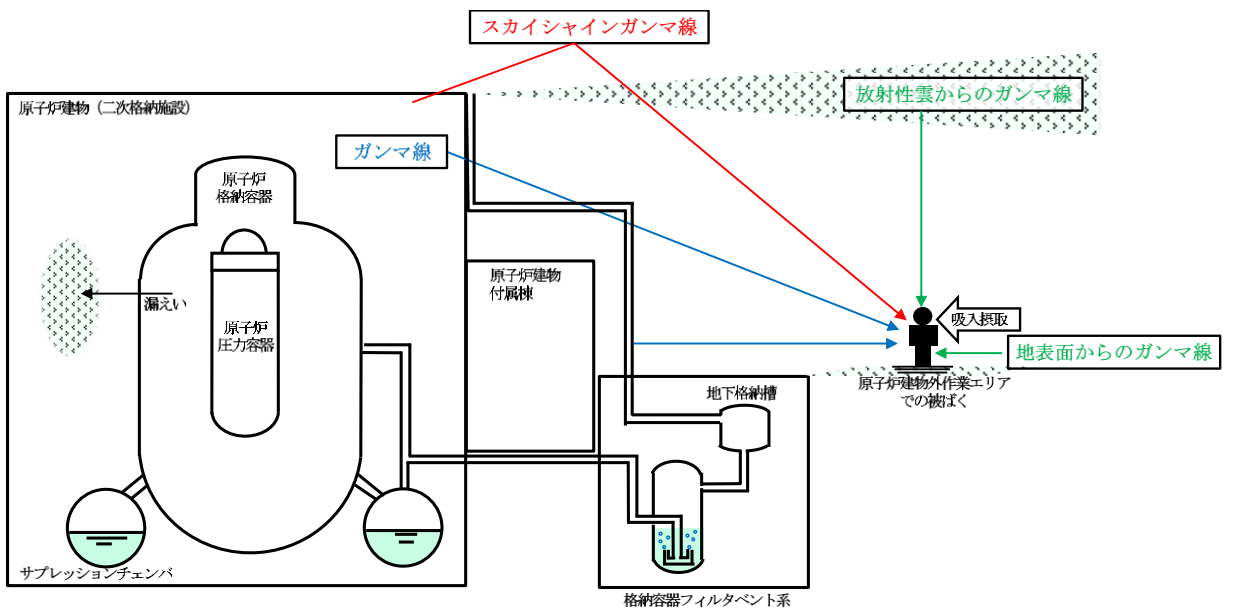 スカイシャインガンマ線
原子炉建物（二次格納施設）
放射性雲からのガンマ線
ガンマ線
原子炉
格納容器
原子炉建物
付属棟
漏えい
原子炉
圧力容器
吸入摂取
地表面からのガンマ線
原子炉建物外作業エリア
での被ばく
地下格納槽
サプレッションチェンバ
格納容器フィルタベント系